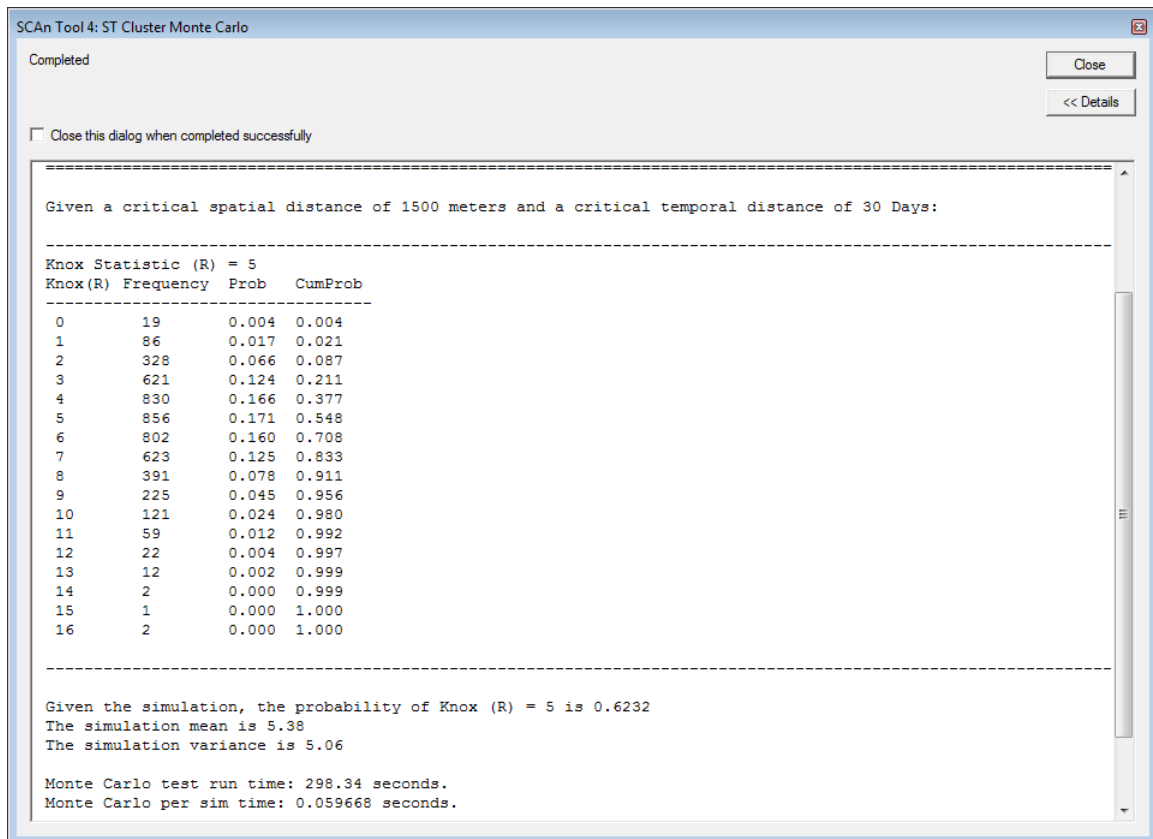 SCAn Tool 4: ST Cluster Monte Carlo
Completed
Close
<< Details
Close this dialog when completed successfully
================================================================================================================
Given a critical spatial distance of 1500 meters and a critical temporal distance of 30 Days:
----------------------------------------------------------------------------------------------------------------
Knox Statistic (R) = 5
Knox(R) Frequency Prob CumProb
----------------------------------
0 19 0.004 0.004
1 86 0.017 0.021
2 328 0.066 0.087
3 621 0.124 0.211
4 830 0.166 0.377
5 856 0.171 0.548
6 802 0.160 0.708
7 623 0.125 0.833
8 391 0.078 0.911
9 225 0.045 0.956
10 121 0.024 0.980
11 59 0.012 0.992
12 22 0.004 0.997
13 12 0.002 0.999
14 2 0.000 0.999
15 1 0.000 1.000
16 2 0.000 1.000
----------------------------------------------------------------------------------------------------------------
Given the simulation, the probability of Knox (R) = 5 is 0.6232
The simulation mean is 5.38
The simulation variance is 5.06
Monte Carlo test run time: 298.34 seconds.
Monte Carlo per sim time: 0.059668 seconds.